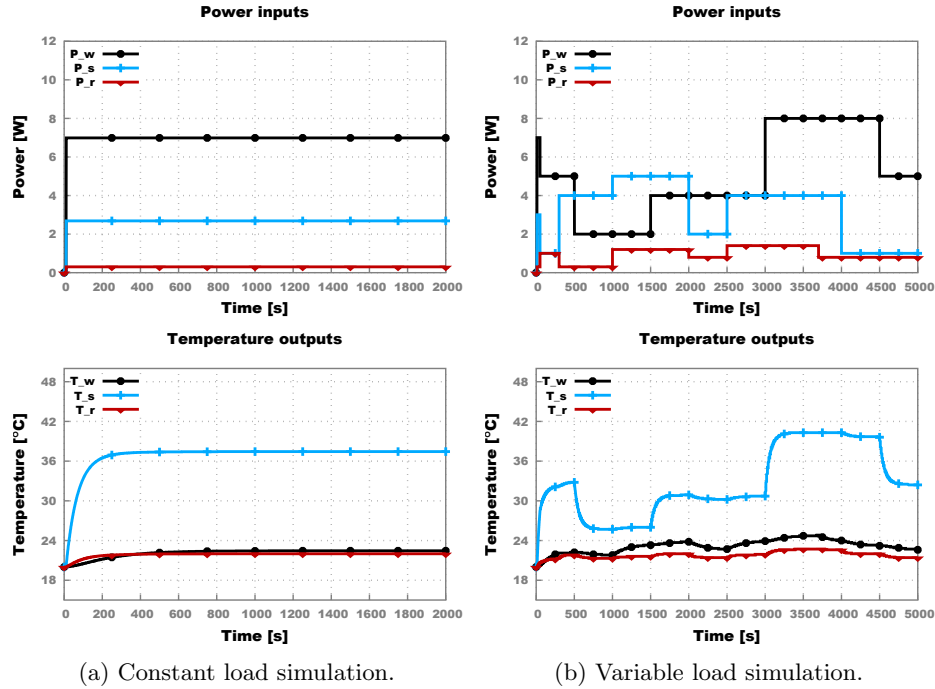 Power inputs
12
10
8
6
4
2
0
Power [W]
P_w
P_s
P_r
0 200 400 600 800 1000 1200 1400 1600 1800 2000
Time [s]
Power inputs
12
10
8
6
4
2
0
Power [W]
P_w
P_s
P_r
0 500 1000 1500 2000 2500 3000 3500 4000 4500 5000
Time [s]
Temperature outputs
48
42
36
30
24
18
Temperature [°C]
T_w
T_s
T_r
0 200 400 600 800 1000 1200 1400 1600 1800 2000
Time [s]
Temperature outputs
48
42
36
30
24
18
Temperature [°C]
T_w
T_s
T_r
0 500 1000 1500 2000 2500 3000 3500 4000 4500 5000
Time [s]
(a) Constant load simulation.
(b) Variable load simulation.